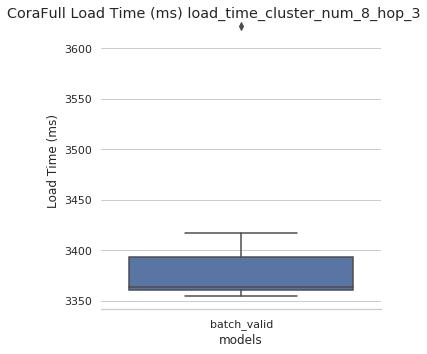 CoraFull Load Time (ms) load_time_cluster_num_8_hop_3
3600
3550
3500
3450
3400
3350
Load Time (ms)
batch_valid
models